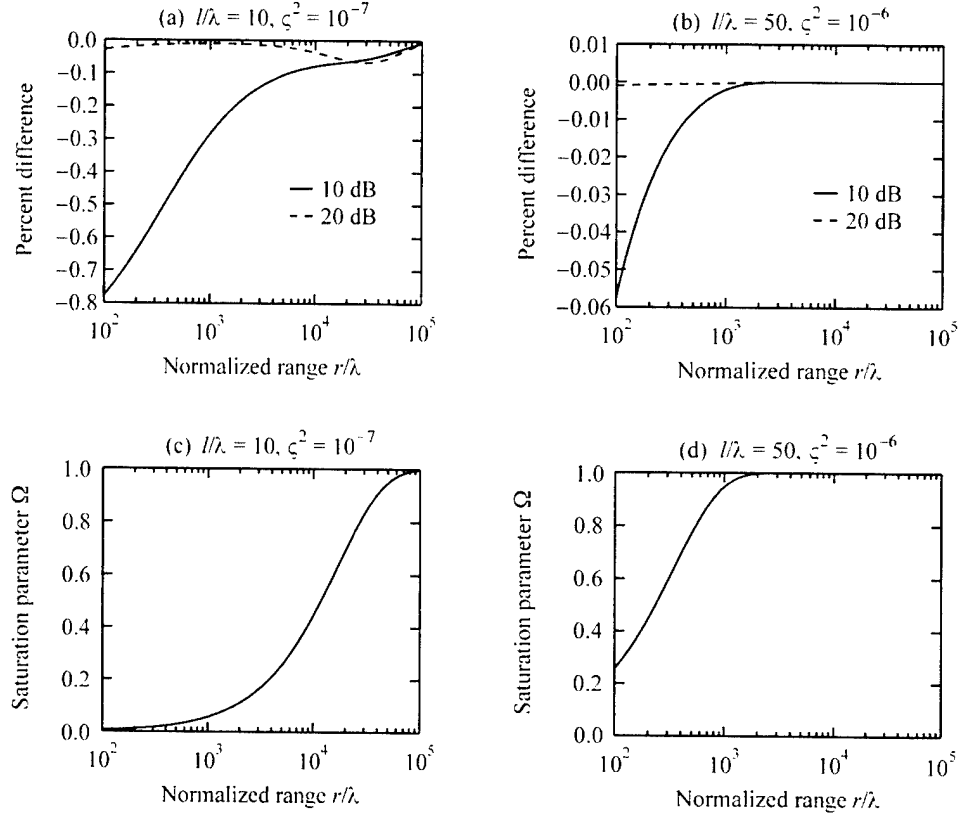 (a) l/λ = 10, ς² = 10⁻⁷
0.0
−0.1
−0.2
−0.3
−0.4
−0.5
−0.6
−0.7
−0.8
Percent difference
10 dB
20 dB
10² 10³ 10⁴ 10⁵
Normalized range r/λ
(b) l/λ = 50, ς² = 10⁻⁶
0.01
0.00
−0.01
−0.02
−0.03
−0.04
−0.05
−0.06
Percent difference
10 dB
20 dB
10² 10³ 10⁴ 10⁵
Normalized range r/λ
(c) l/λ = 10, ς² = 10⁻⁷
1.0
0.8
0.6
0.4
0.2
0.0
Saturation parameter Ω
10² 10³ 10⁴ 10⁵
Normalized range r/λ
(d) l/λ = 50, ς² = 10⁻⁶
1.0
0.8
0.6
0.4
0.2
0.0
Saturation parameter Ω
10² 10³ 10⁴ 10⁵
Normalized range r/λ